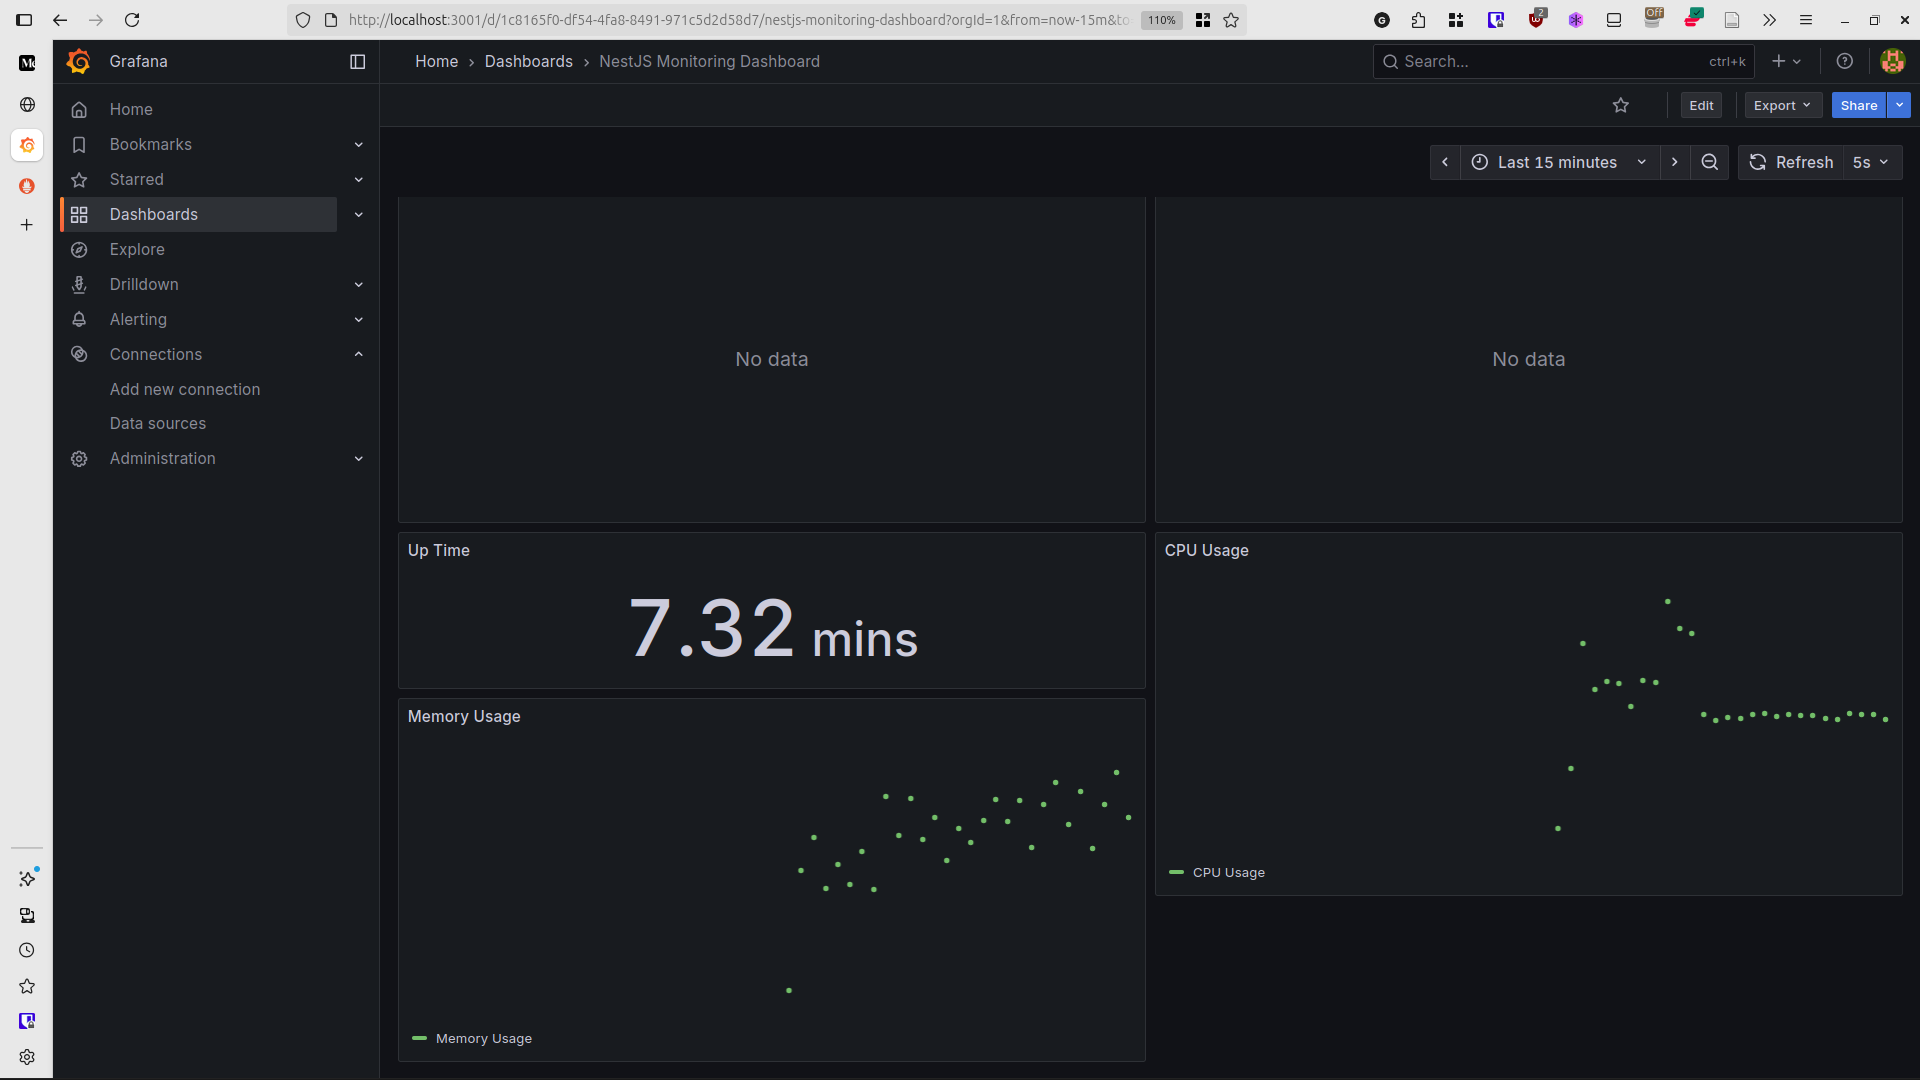 http://localhost:3001/d/1c8165f0-df54-4fa8-8491-971c5d2d58d7/nestjs-monitoring-dashboard?orgId=1&from=now-15m&to
110%
2
Off
Grafana
Home › Dashboards › NestJS Monitoring Dashboard
Search...
ctrl+k
Home
Bookmarks
Starred
Dashboards
Explore
Drilldown
Alerting
Connections
Add new connection
Data sources
Administration
Edit
Export
Share
Last 15 minutes
Refresh
5s
No data
No data
Up Time
7.32 mins
CPU Usage
CPU Usage
Memory Usage
Memory Usage